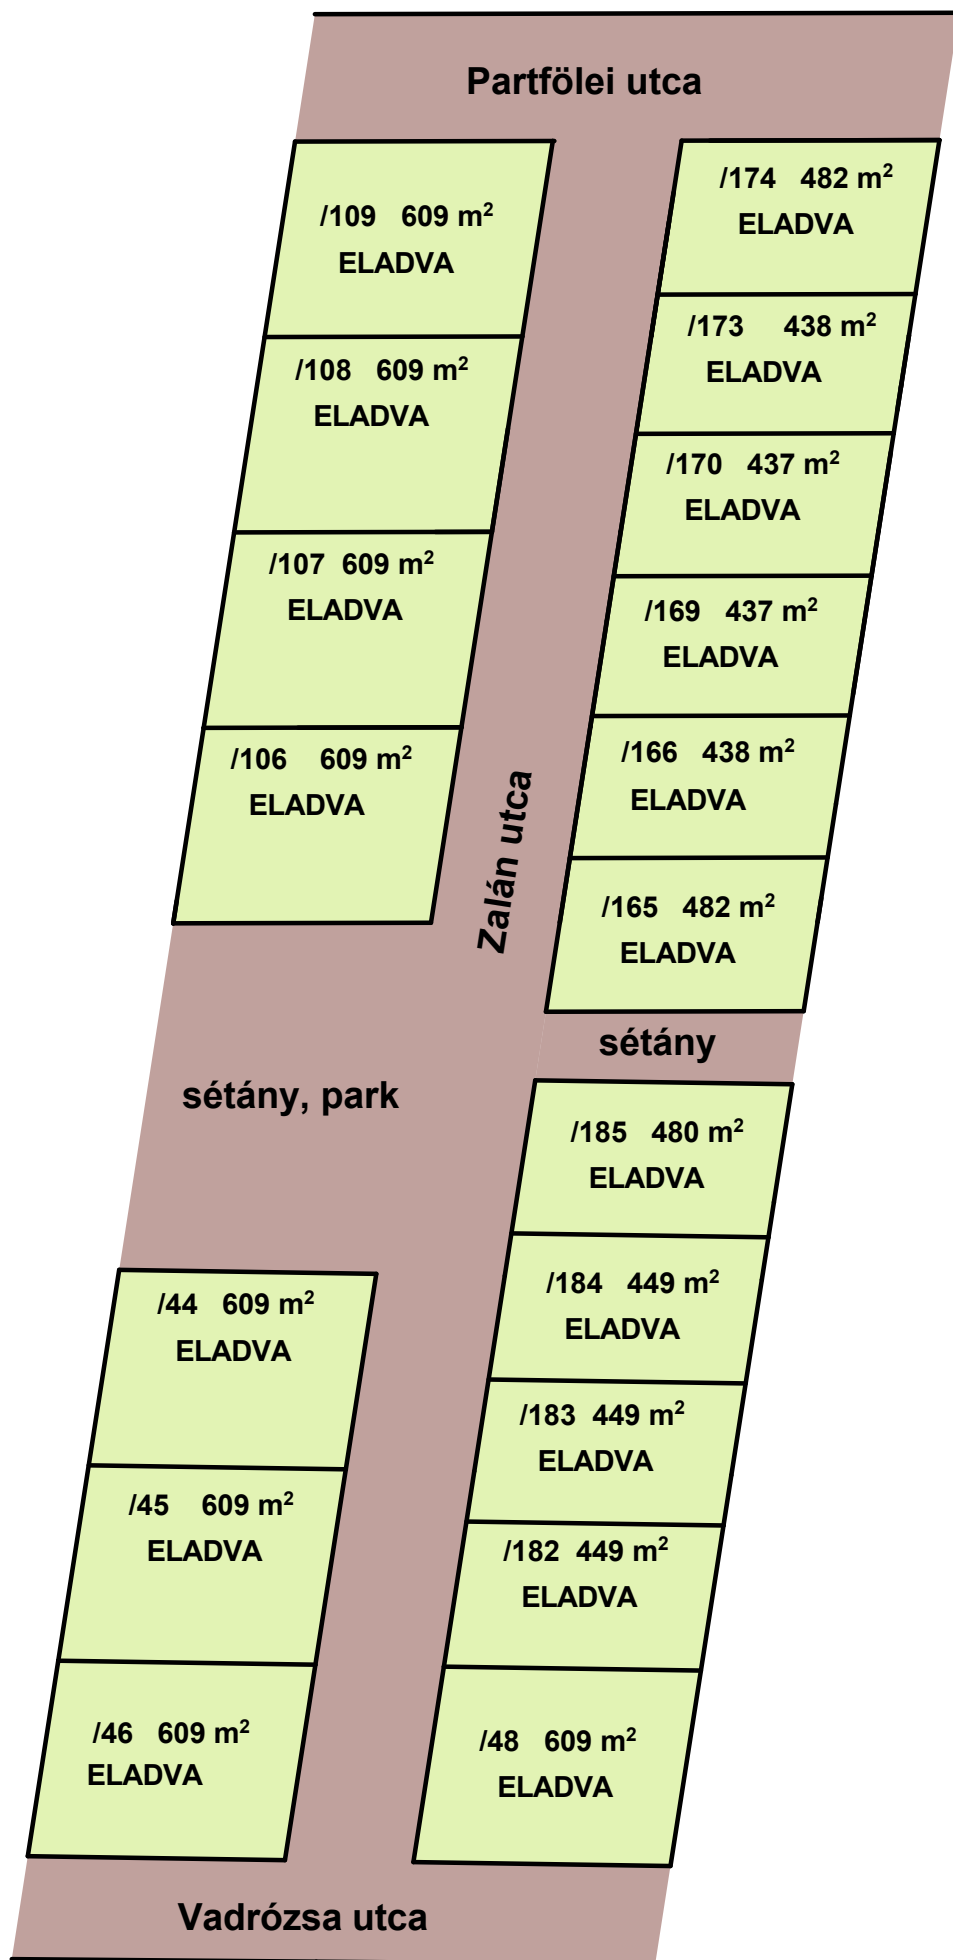 Partfölei utca
/109 609 m²
ELADVA
/108 609 m²
ELADVA
/107 609 m²
ELADVA
/106 609 m²
ELADVA
/174 482 m²
ELADVA
/173 438 m²
ELADVA
/170 437 m²
ELADVA
/169 437 m²
ELADVA
/166 438 m²
ELADVA
/165 482 m²
ELADVA
Zalán utca
sétány
sétány, park
/185 480 m²
ELADVA
/184 449 m²
ELADVA
/183 449 m²
ELADVA
/182 449 m²
ELADVA
/48 609 m²
ELADVA
/44 609 m²
ELADVA
/45 609 m²
ELADVA
/46 609 m²
ELADVA
Vadrózsa utca